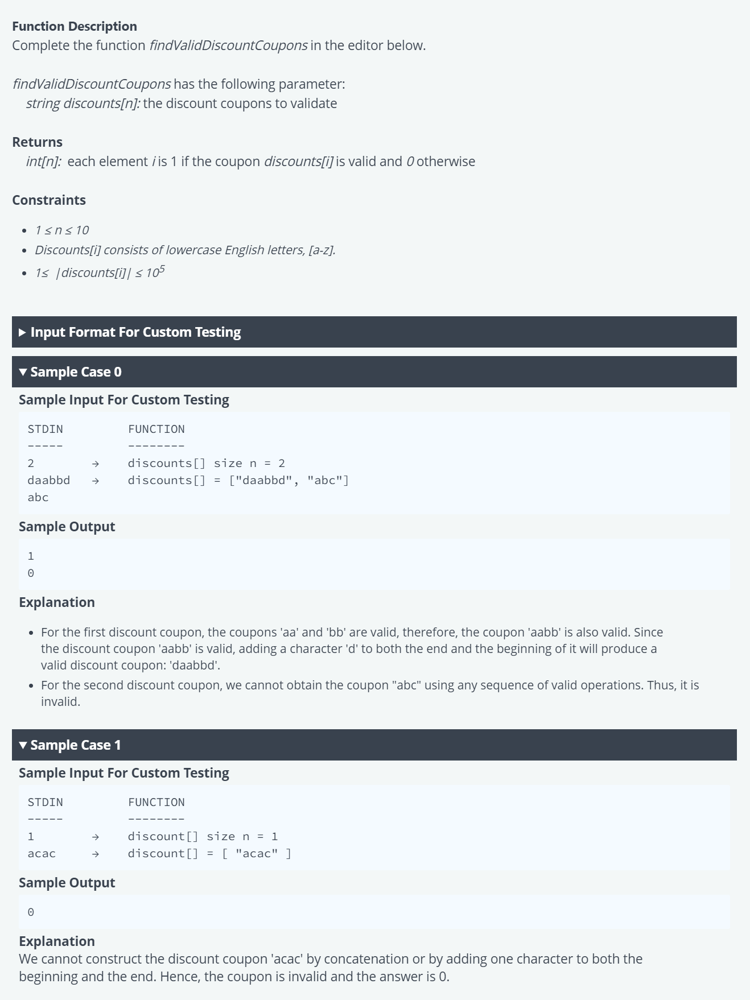 Function Description
Complete the function findValidDiscountCoupons in the editor below.
findValidDiscountCoupons has the following parameter:
string discounts[n]: the discount coupons to validate
Returns
int[n]: each element i is 1 if the coupon discounts[i] is valid and 0 otherwise
Constraints
• 1 ≤ n ≤ 10
• Discounts[i] consists of lowercase English letters, [a-z].
• 1≤ |discounts[i]| ≤ 10⁵
▶ Input Format For Custom Testing
▼ Sample Case 0
Sample Input For Custom Testing
STDIN FUNCTION
----- --------
2 → discounts[] size n = 2
daabbd → discounts[] = ["daabbd", "abc"]
abc
Sample Output
1
0
Explanation
• For the first discount coupon, the coupons 'aa' and 'bb' are valid, therefore, the coupon 'aabb' is also valid. Since
the discount coupon 'aabb' is valid, adding a character 'd' to both the end and the beginning of it will produce a
valid discount coupon: 'daabbd'.
• For the second discount coupon, we cannot obtain the coupon "abc" using any sequence of valid operations. Thus, it is
invalid.
▼ Sample Case 1
Sample Input For Custom Testing
STDIN FUNCTION
----- --------
1 → discount[] size n = 1
acac → discount[] = [ "acac" ]
Sample Output
0
Explanation
We cannot construct the discount coupon 'acac' by concatenation or by adding one character to both the
beginning and the end. Hence, the coupon is invalid and the answer is 0.